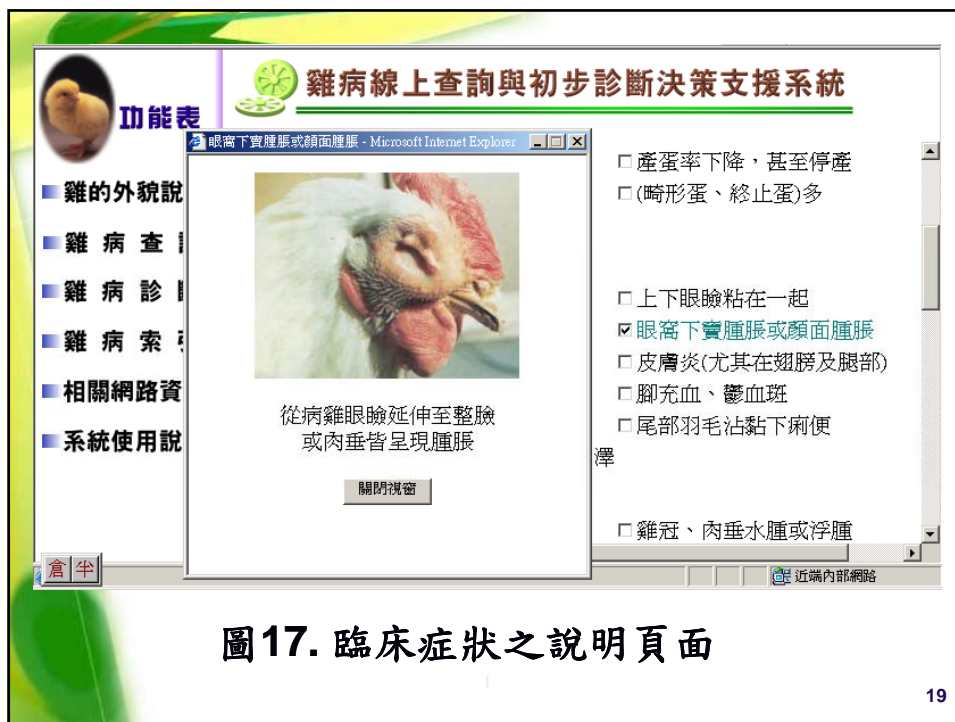 雞病線上查詢與初步診斷決策支援系統
功能表
雞的外貌說
雞 病 查
雞 病 診
雞 病 索
相關網路資
系統使用說
眼窩下竇腫脹或顏面腫脹 - Microsoft Internet Explorer
從病雞眼瞼延伸至整臉
或肉垂皆呈現腫脹
關閉視窗
產蛋率下降，甚至停產
(畸形蛋、終止蛋)多
上下眼瞼粘在一起
眼窩下竇腫脹或顏面腫脹
皮膚炎(尤其在翅膀及腿部)
腳充血、鬱血斑
尾部羽毛沾黏下痢便
澤
雞冠、肉垂水腫或浮腫
倉 半
近端內部網路
圖17. 臨床症狀之說明頁面
1
19